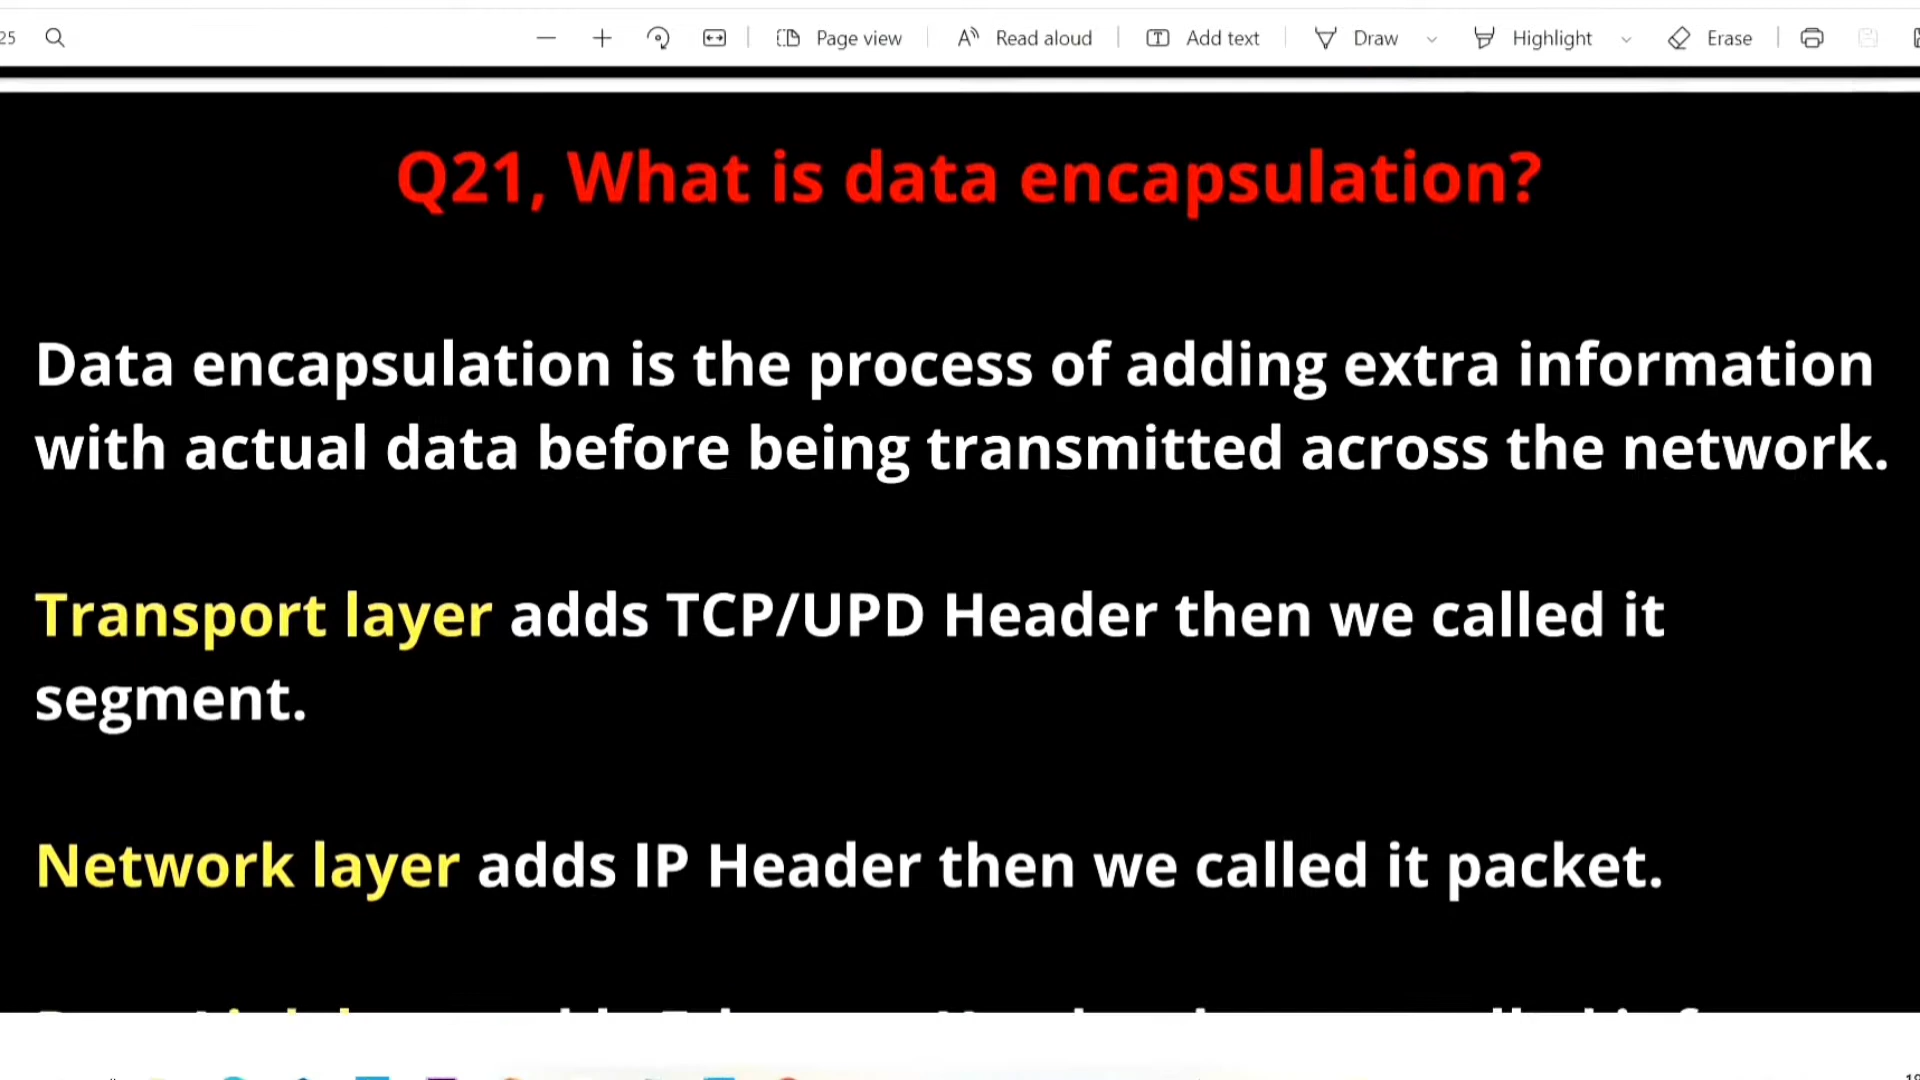 25 Page view Read aloud Add text Draw Highlight Erase
Q21, What is data encapsulation?
Data encapsulation is the process of adding extra information
with actual data before being transmitted across the network.
Transport layer adds TCP/UPD Header then we called it
segment.
Network layer adds IP Header then we called it packet.